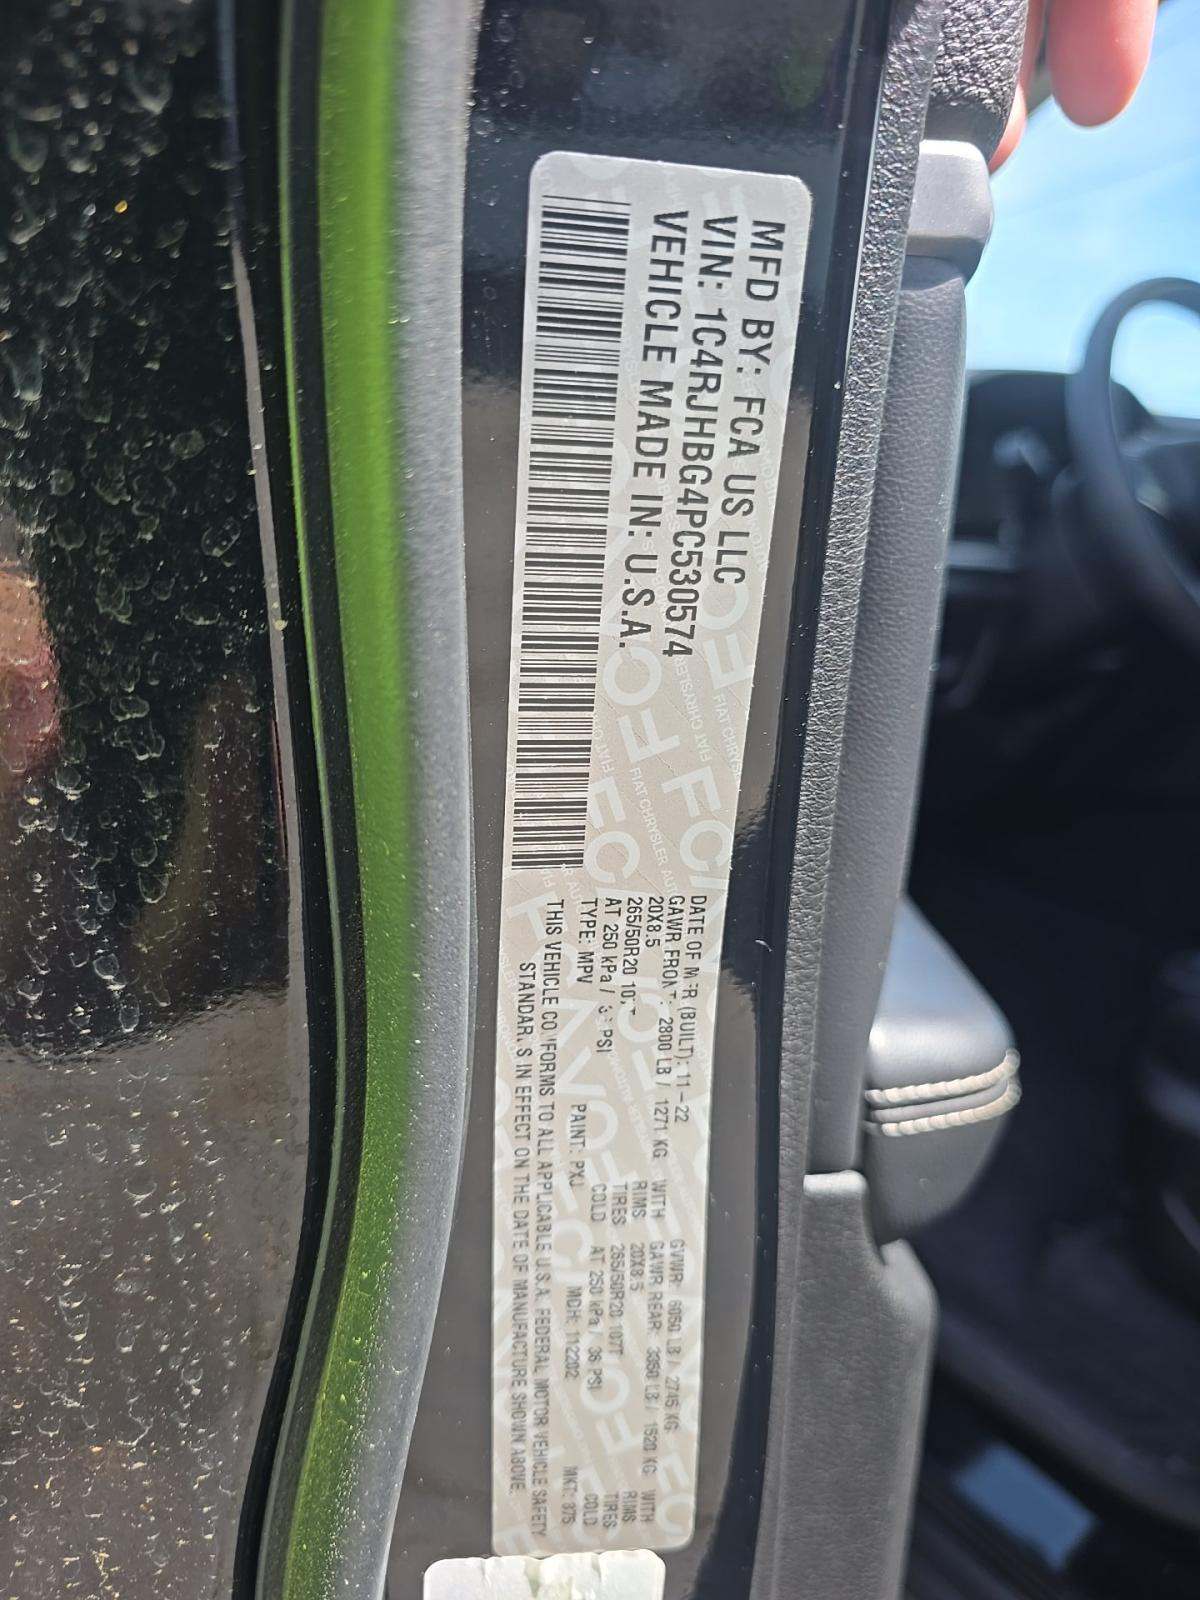 MFD BY: FCA US LLC
VIN: 1C4RJHBG4PC530574
VEHICLE MADE IN: U.S.A.
DATE OF MFR (BUILT): 11-22 GVWR: 6050 LB / 2745 KG
GAWR FRONT: 2800 LB / 1271 KG WITH GAWR REAR: 3350 LB / 1520 KG WITH
20X8.5 RIMS 20X8.5 RIMS
265/50R20 107T TIRES 265/50R20 107T TIRES
AT 250 kPa / PSI COLD AT 250 kPa / 36 PSI COLD
TYPE: MPV PAINT: PXJ MDH: 112202 MKT: 875
THIS VEHICLE CONFORMS TO ALL APPLICABLE U.S.A. FEDERAL MOTOR VEHICLE SAFETY
STANDARDS IN EFFECT ON THE DATE OF MANUFACTURE SHOWN ABOVE.